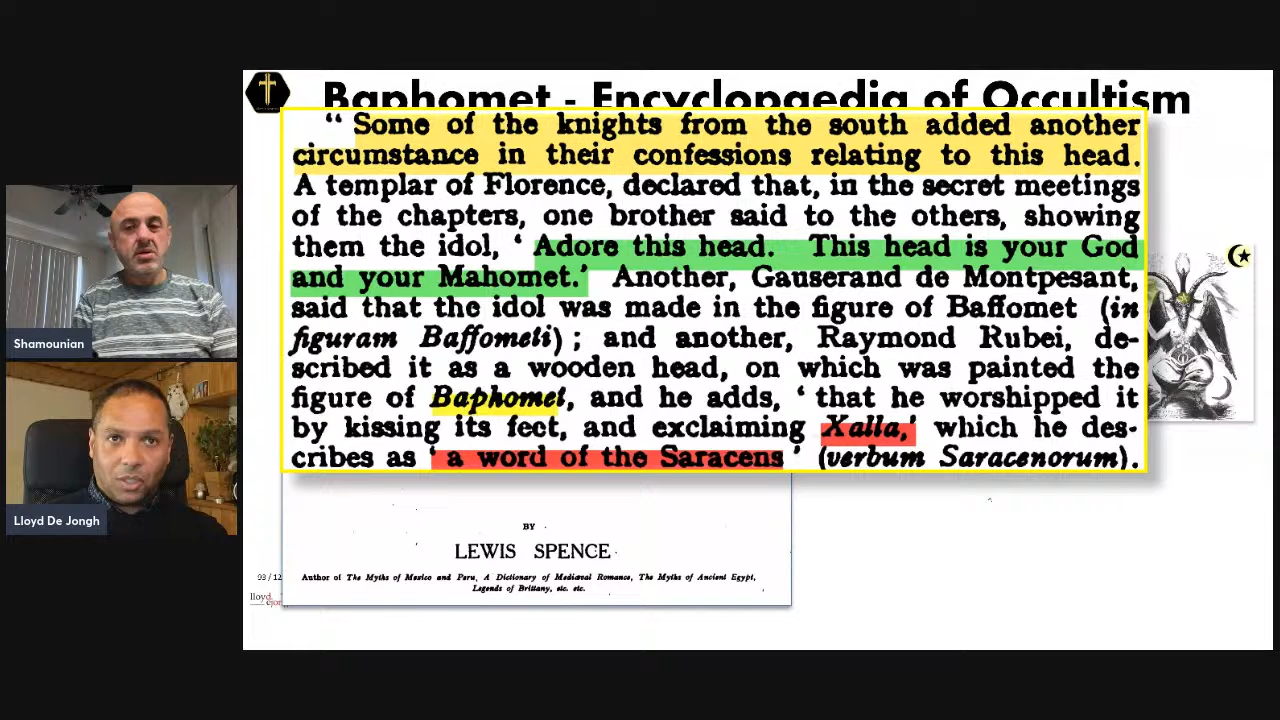 Baphomet - Encyclopaedia of Occultism
“ Some of the knights from the south added another
circumstance in their confessions relating to this head.
A templar of Florence, declared that, in the secret meetings
of the chapters, one brother said to the others, showing
them the idol, ‘ Adore this head. This head is your God
and your Mahomet.’ Another, Gauserand de Montpesant,
said that the idol was made in the figure of Baffomet (in
figuram Baffometi) ; and another, Raymond Rubei, de-
scribed it as a wooden head, on which was painted the
figure of Baphomet, and he adds, ‘ that he worshipped it
by kissing its feet, and exclaiming Xalla,’ which he des-
cribes as ‘ a word of the Saracens ’ (verbum Saracenorum).
Shamounian
Lloyd De Jongh
BY
LEWIS SPENCE
Author of The Myths of Mexico and Peru, A Dictionary of Mediæval Romance, The Myths of Ancient Egypt,
Legends of Brittany, etc. etc.
93 / 12
lloyd